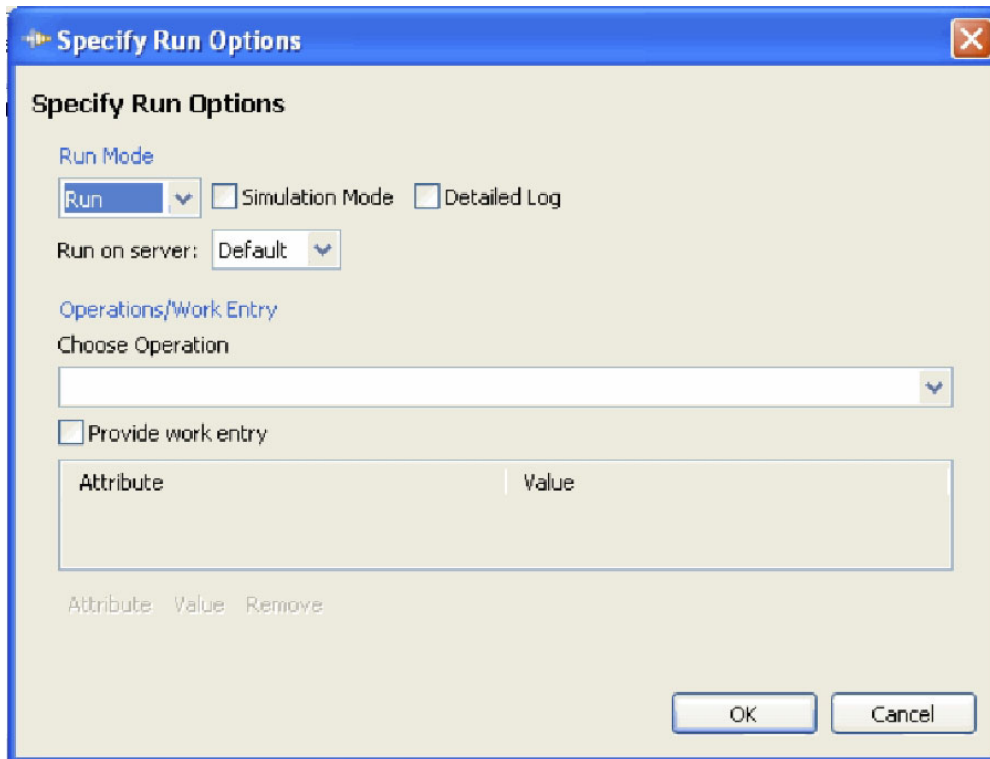 Specify Run Options
Specify Run Options
Run Mode
Run Simulation Mode Detailed Log
Run on server: Default
Operations/Work Entry
Choose Operation
Provide work entry
Attribute Value
Attribute Value Remove
OK Cancel